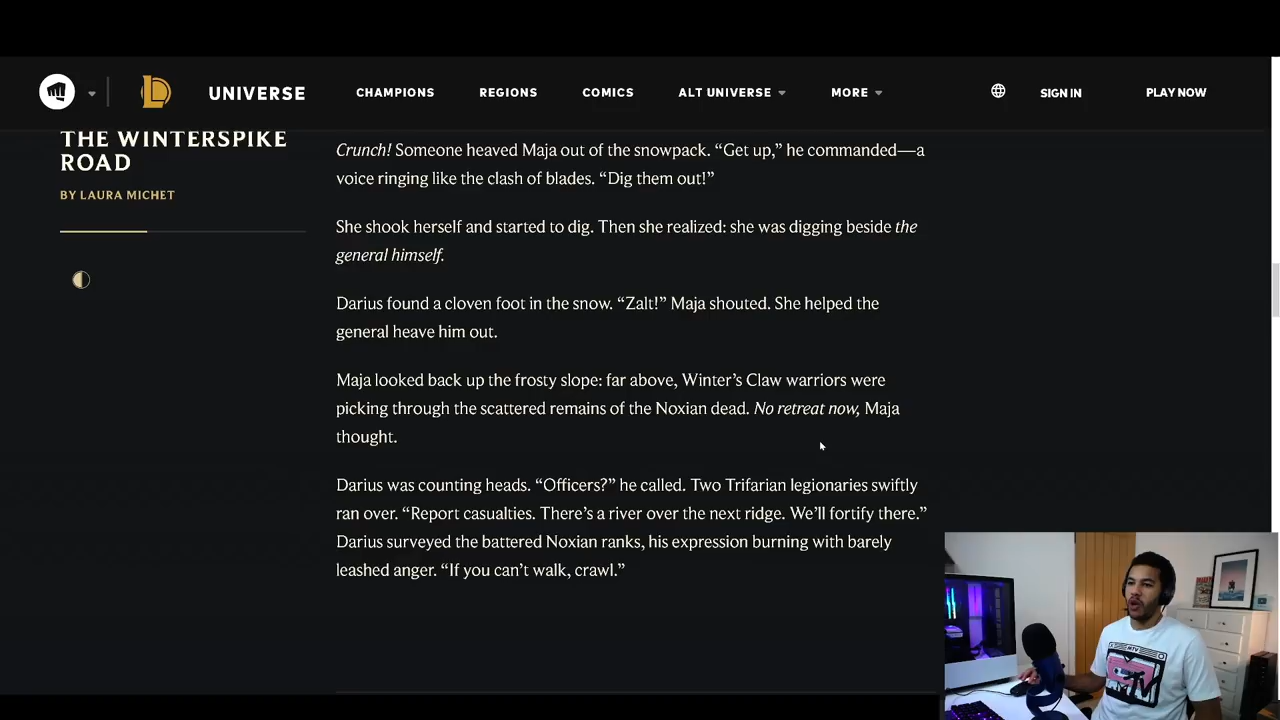 UNIVERSE
CHAMPIONS
REGIONS
COMICS
ALT UNIVERSE
MORE
SIGN IN
PLAY NOW
THE WINTERSPIKE
ROAD
BY LAURA MICHET
Crunch! Someone heaved Maja out of the snowpack. “Get up,” he commanded—a
voice ringing like the clash of blades. “Dig them out!”
She shook herself and started to dig. Then she realized: she was digging beside the
general himself.
Darius found a cloven foot in the snow. “Zalt!” Maja shouted. She helped the
general heave him out.
Maja looked back up the frosty slope: far above, Winter’s Claw warriors were
picking through the scattered remains of the Noxian dead. No retreat now, Maja
thought.
Darius was counting heads. “Officers?” he called. Two Trifarian legionaries swiftly
ran over. “Report casualties. There’s a river over the next ridge. We’ll fortify there.”
Darius surveyed the battered Noxian ranks, his expression burning with barely
leashed anger. “If you can’t walk, crawl.”
MTV